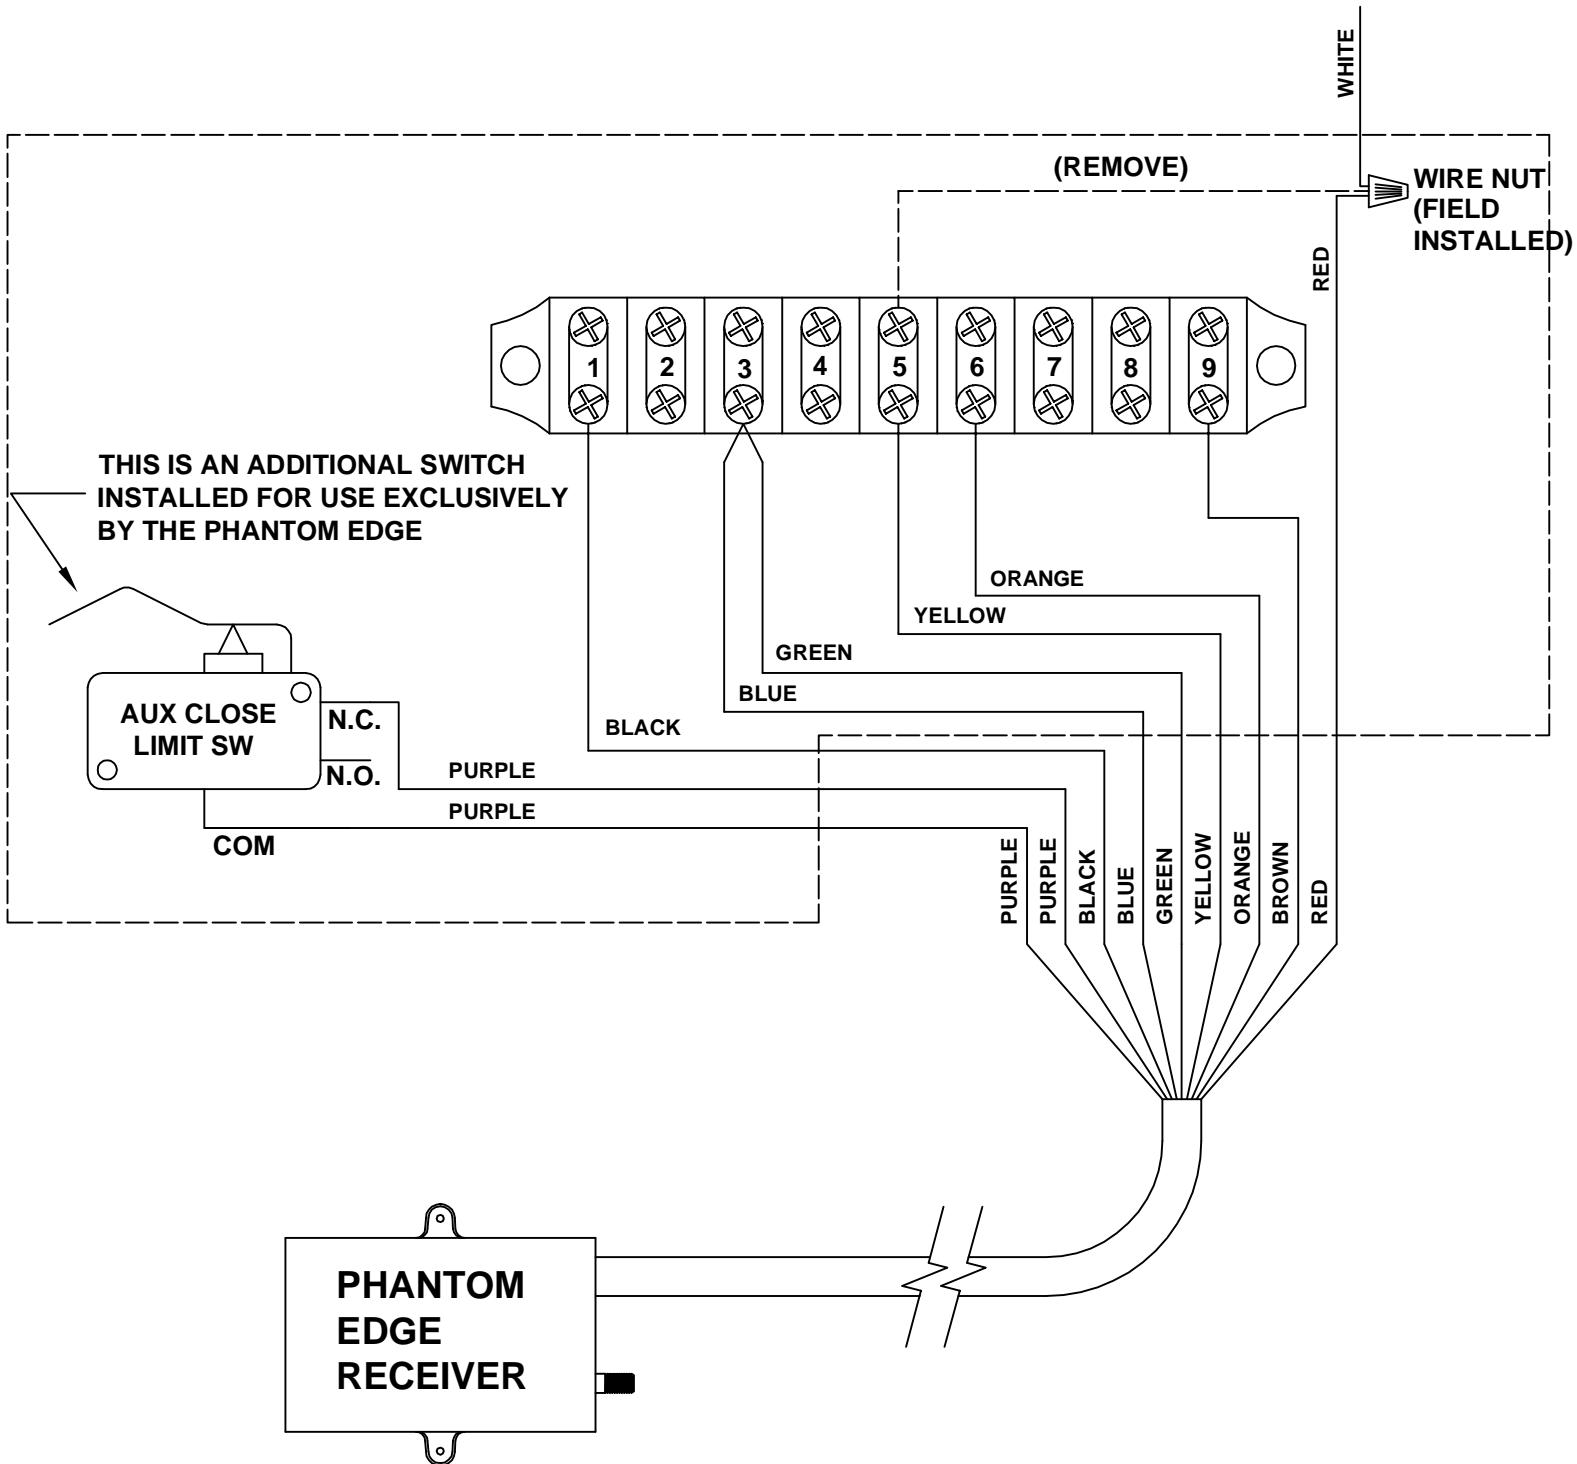 WHITE
(REMOVE)
WIRE NUT
(FIELD
INSTALLED)
RED
1 2 3 4 5 6 7 8 9
THIS IS AN ADDITIONAL SWITCH
INSTALLED FOR USE EXCLUSIVELY
BY THE PHANTOM EDGE
ORANGE
YELLOW
GREEN
BLUE
BLACK
AUX CLOSE
LIMIT SW
N.C.
N.O.
PURPLE
PURPLE
COM
PURPLE
PURPLE
BLACK
BLUE
GREEN
YELLOW
ORANGE
BROWN
RED
PHANTOM
EDGE
RECEIVER